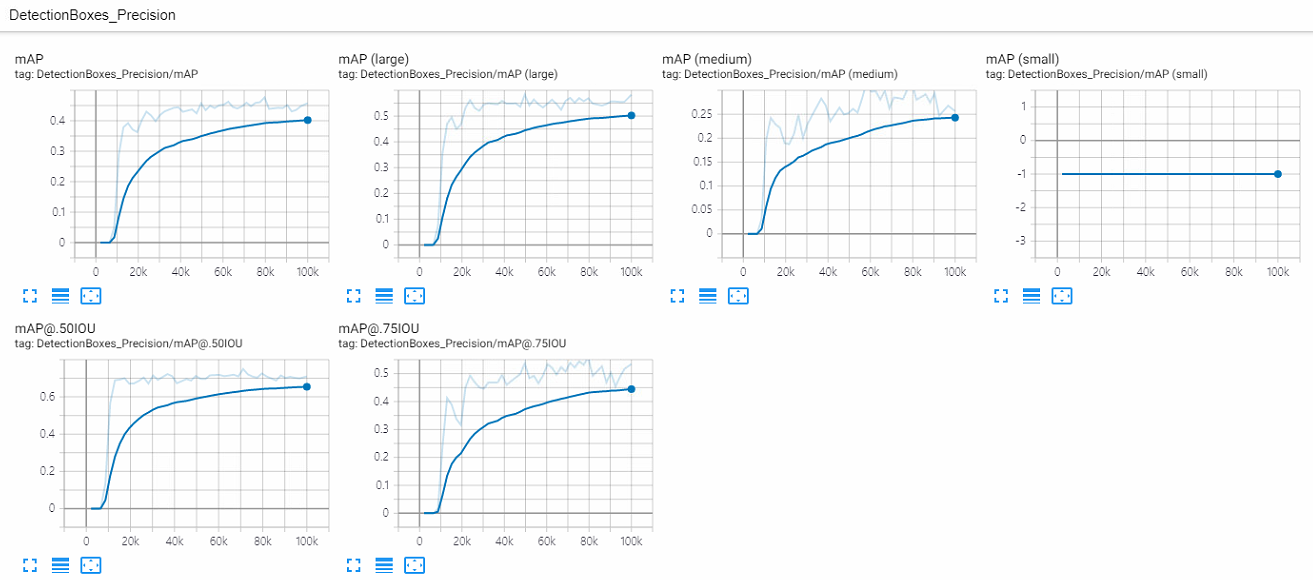 DetectionBoxes_Precision
mAP
tag: DetectionBoxes_Precision/mAP
0.4
0.3
0.2
0.1
0
0 20k 40k 60k 80k 100k
mAP (large)
tag: DetectionBoxes_Precision/mAP (large)
0.5
0.4
0.3
0.2
0.1
0
0 20k 40k 60k 80k 100k
mAP (medium)
tag: DetectionBoxes_Precision/mAP (medium)
0.25
0.2
0.15
0.1
0.05
0
0 20k 40k 60k 80k 100k
mAP (small)
tag: DetectionBoxes_Precision/mAP (small)
1
0
-1
-2
-3
0 20k 40k 60k 80k 100k
mAP@.50IOU
tag: DetectionBoxes_Precision/mAP@.50IOU
0.6
0.4
0.2
0
0 20k 40k 60k 80k 100k
mAP@.75IOU
tag: DetectionBoxes_Precision/mAP@.75IOU
0.5
0.4
0.3
0.2
0.1
0
0 20k 40k 60k 80k 100k